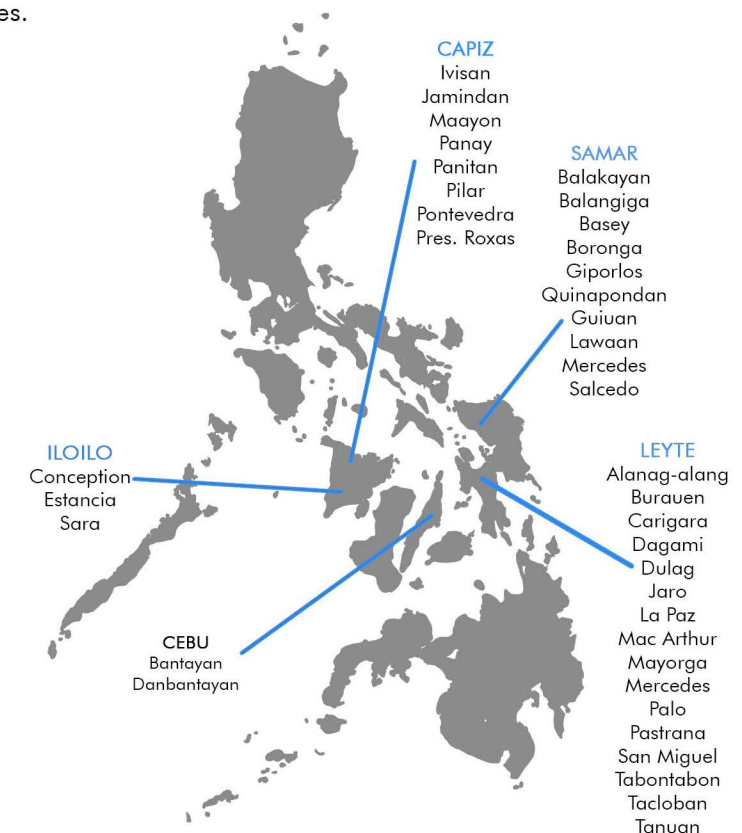 es.
CAPIZ
Ivisan
Jamindan
Maayon
Panay
Panitan
Pilar
Pontevedra
Pres. Roxas
SAMAR
Balakayan
Balangiga
Basey
Boronga
Giporlos
Quinapondan
Guiuan
Lawaan
Mercedes
Salcedo
ILOILO
Conception
Estancia
Sara
LEYTE
Alanag-alang
Burauen
Carigara
Dagami
Dulag
Jaro
La Paz
Mac Arthur
Mayorga
Mercedes
Palo
Pastrana
San Miguel
Tabontabon
Tacloban
Tanuan
CEBU
Bantayan
Danbantayan